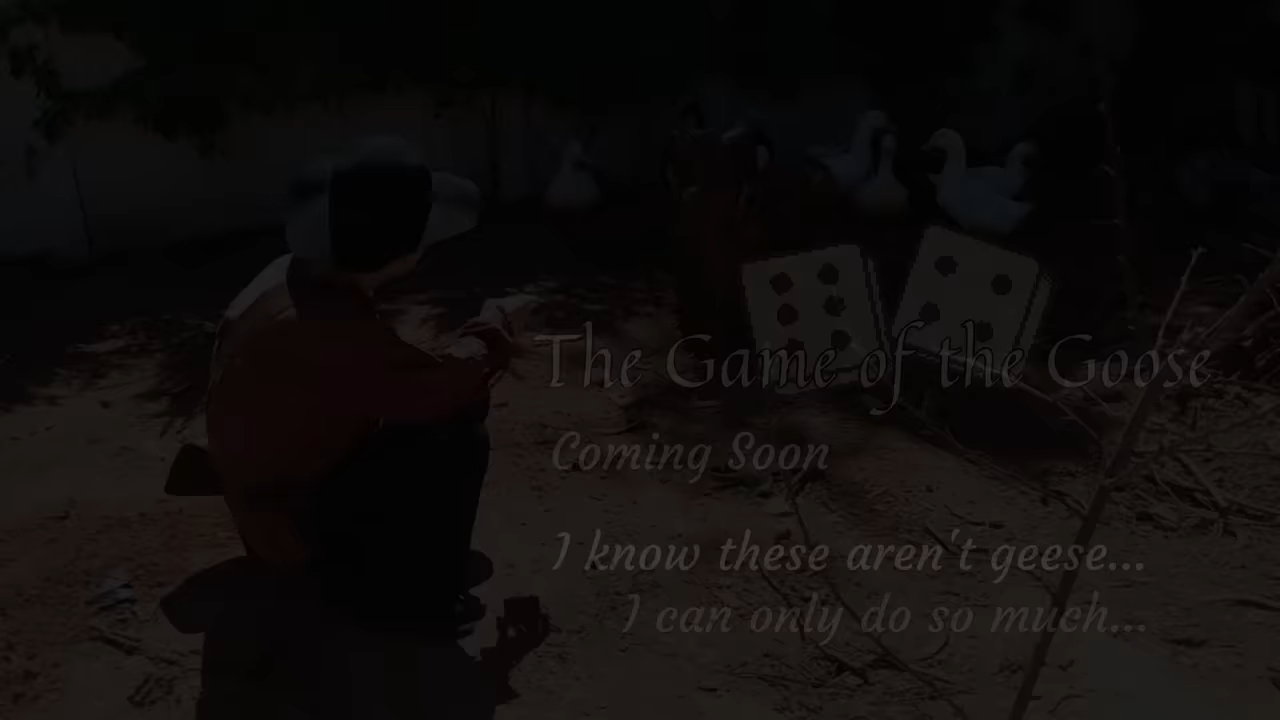 The Game of the Goose
Coming Soon
I know these aren't geese...
I can only do so much...